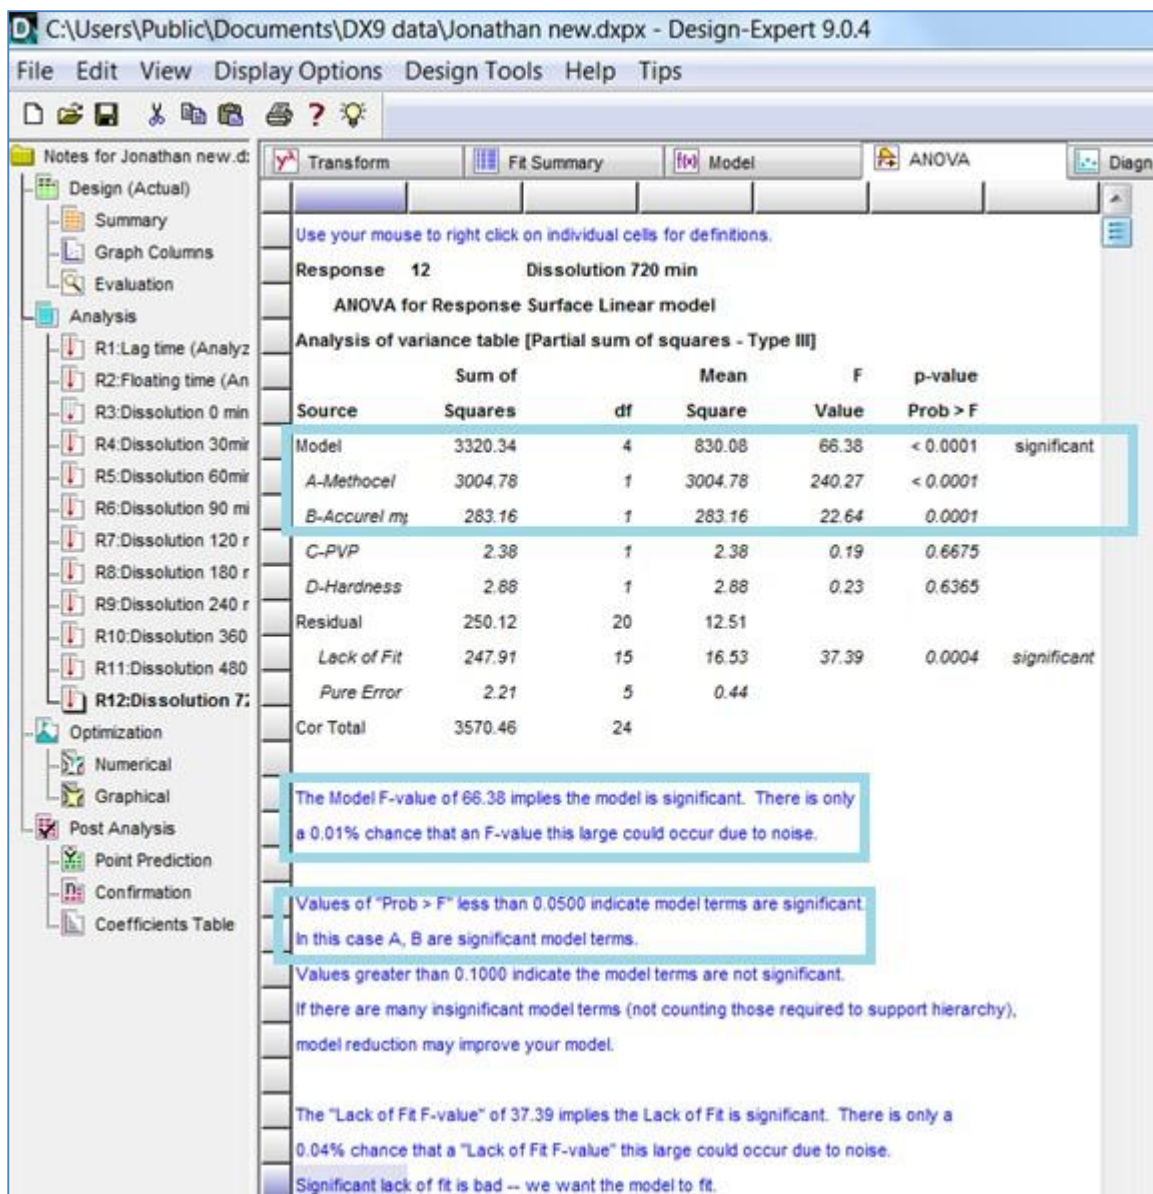 C:\Users\Public\Documents\DX9 data\Jonathan new.dxpx - Design-Expert 9.0.4
File Edit View Display Options Design Tools Help Tips
Notes for Jonathan new.d:
Design (Actual)
Summary
Graph Columns
Evaluation
Analysis
R1:Lag time (Analyz
R2:Floating time (An
R3:Dissolution 0 min
R4:Dissolution 30mir
R5:Dissolution 60mir
R6:Dissolution 90 mi
R7:Dissolution 120 r
R8:Dissolution 180 r
R9:Dissolution 240 r
R10:Dissolution 360
R11:Dissolution 480
R12:Dissolution 72
Optimization
Numerical
Graphical
Post Analysis
Point Prediction
Confirmation
Coefficients Table
Transform Fit Summary Model ANOVA Diagn
Use your mouse to right click on individual cells for definitions.
Response 12 Dissolution 720 min
ANOVA for Response Surface Linear model
Analysis of variance table [Partial sum of squares - Type III]
Sum of Mean F p-value
Source Squares df Square Value Prob > F
Model 3320.34 4 830.08 66.38 < 0.0001 significant
A-Methocel 3004.78 1 3004.78 240.27 < 0.0001
B-Accurel mp 283.16 1 283.16 22.64 0.0001
C-PVP 2.38 1 2.38 0.19 0.6675
D-Hardness 2.88 1 2.88 0.23 0.6365
Residual 250.12 20 12.51
Lack of Fit 247.91 15 16.53 37.39 0.0004 significant
Pure Error 2.21 5 0.44
Cor Total 3570.46 24
The Model F-value of 66.38 implies the model is significant. There is only
a 0.01% chance that an F-value this large could occur due to noise.
Values of "Prob > F" less than 0.0500 indicate model terms are significant.
In this case A, B are significant model terms.
Values greater than 0.1000 indicate the model terms are not significant.
If there are many insignificant model terms (not counting those required to support hierarchy),
model reduction may improve your model.
The "Lack of Fit F-value" of 37.39 implies the Lack of Fit is significant. There is only a
0.04% chance that a "Lack of Fit F-value" this large could occur due to noise.
Significant lack of fit is bad -- we want the model to fit.